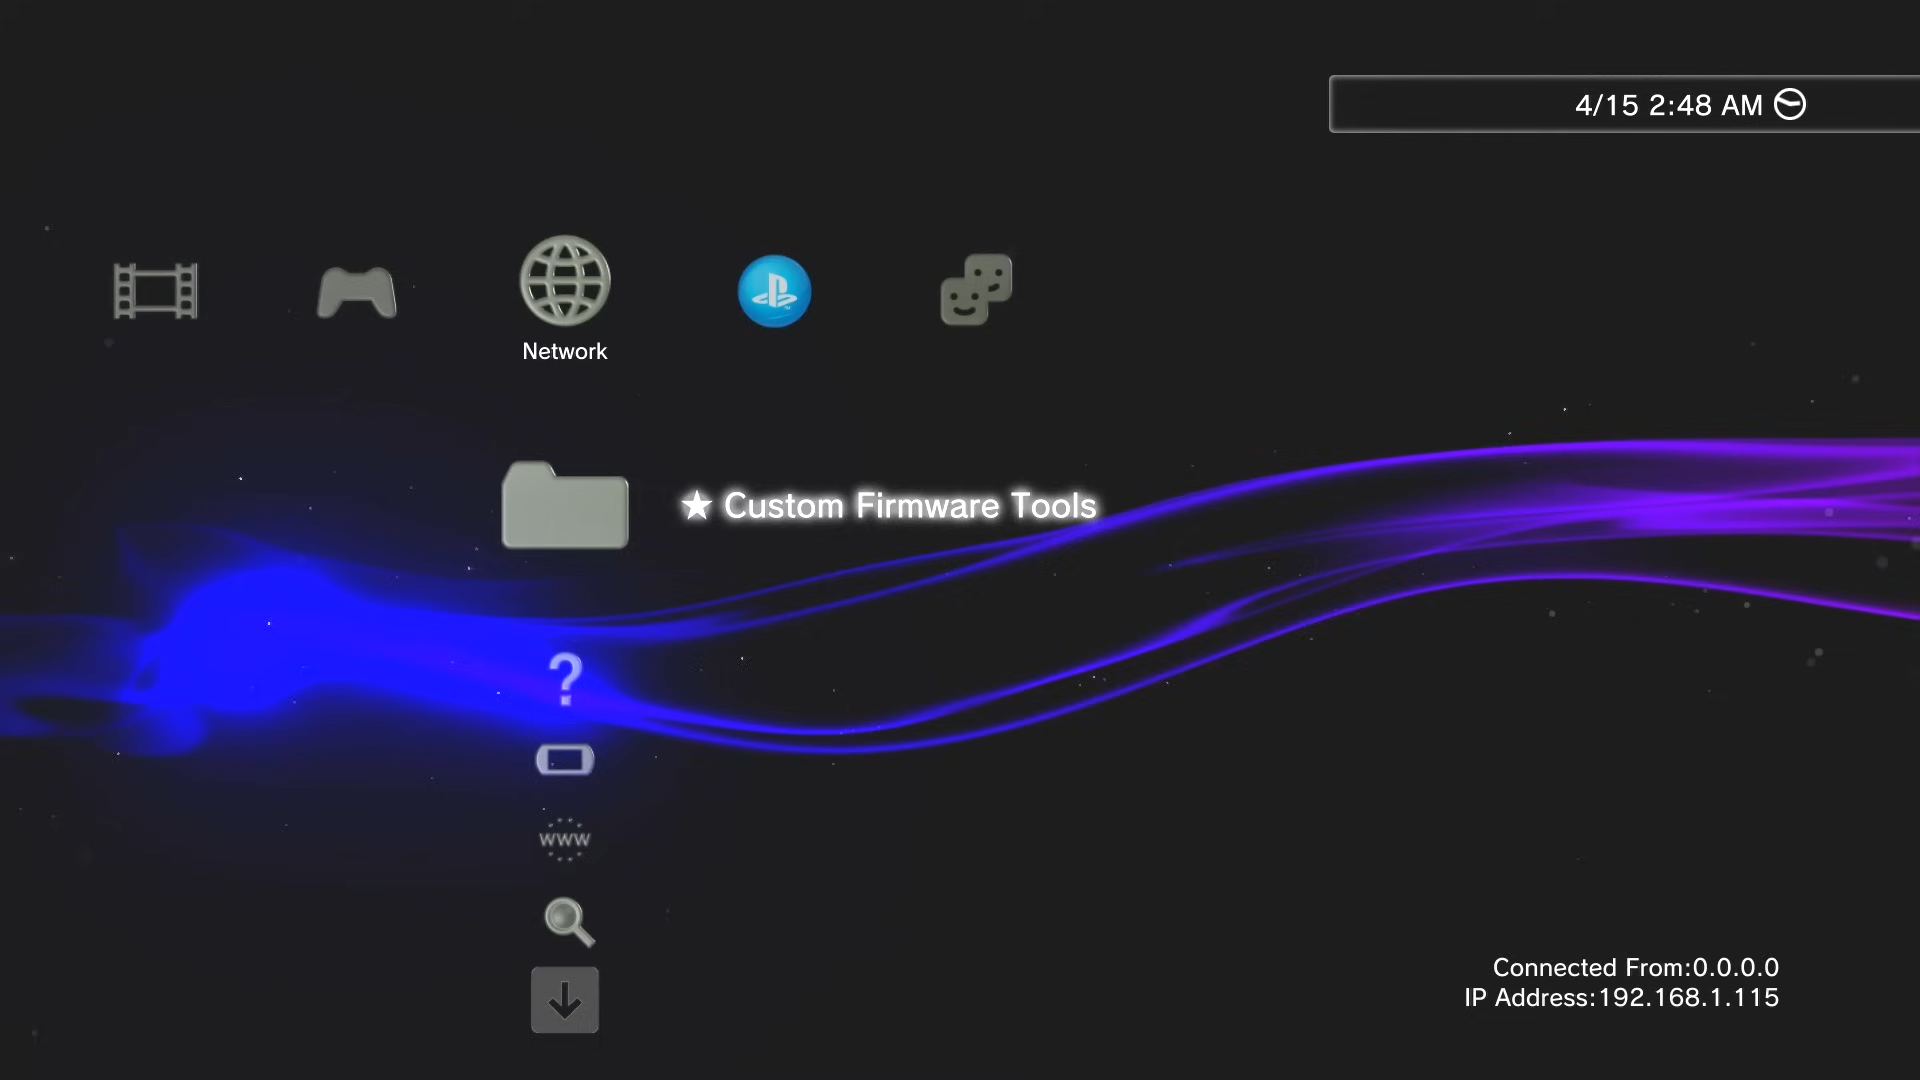 4/15 2:48 AM
Network
★ Custom Firmware Tools
?
www
Connected From:0.0.0.0
IP Address:192.168.1.115